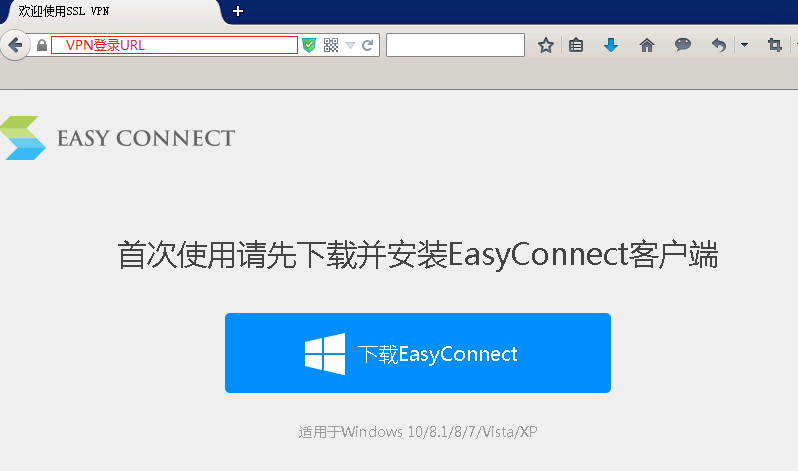 欢迎使用SSL VPN
VPN登录URL
EASY CONNECT
首次使用请先下载并安装EasyConnect客户端
下载EasyConnect
适用于Windows 10/8.1/8/7/Vista/XP